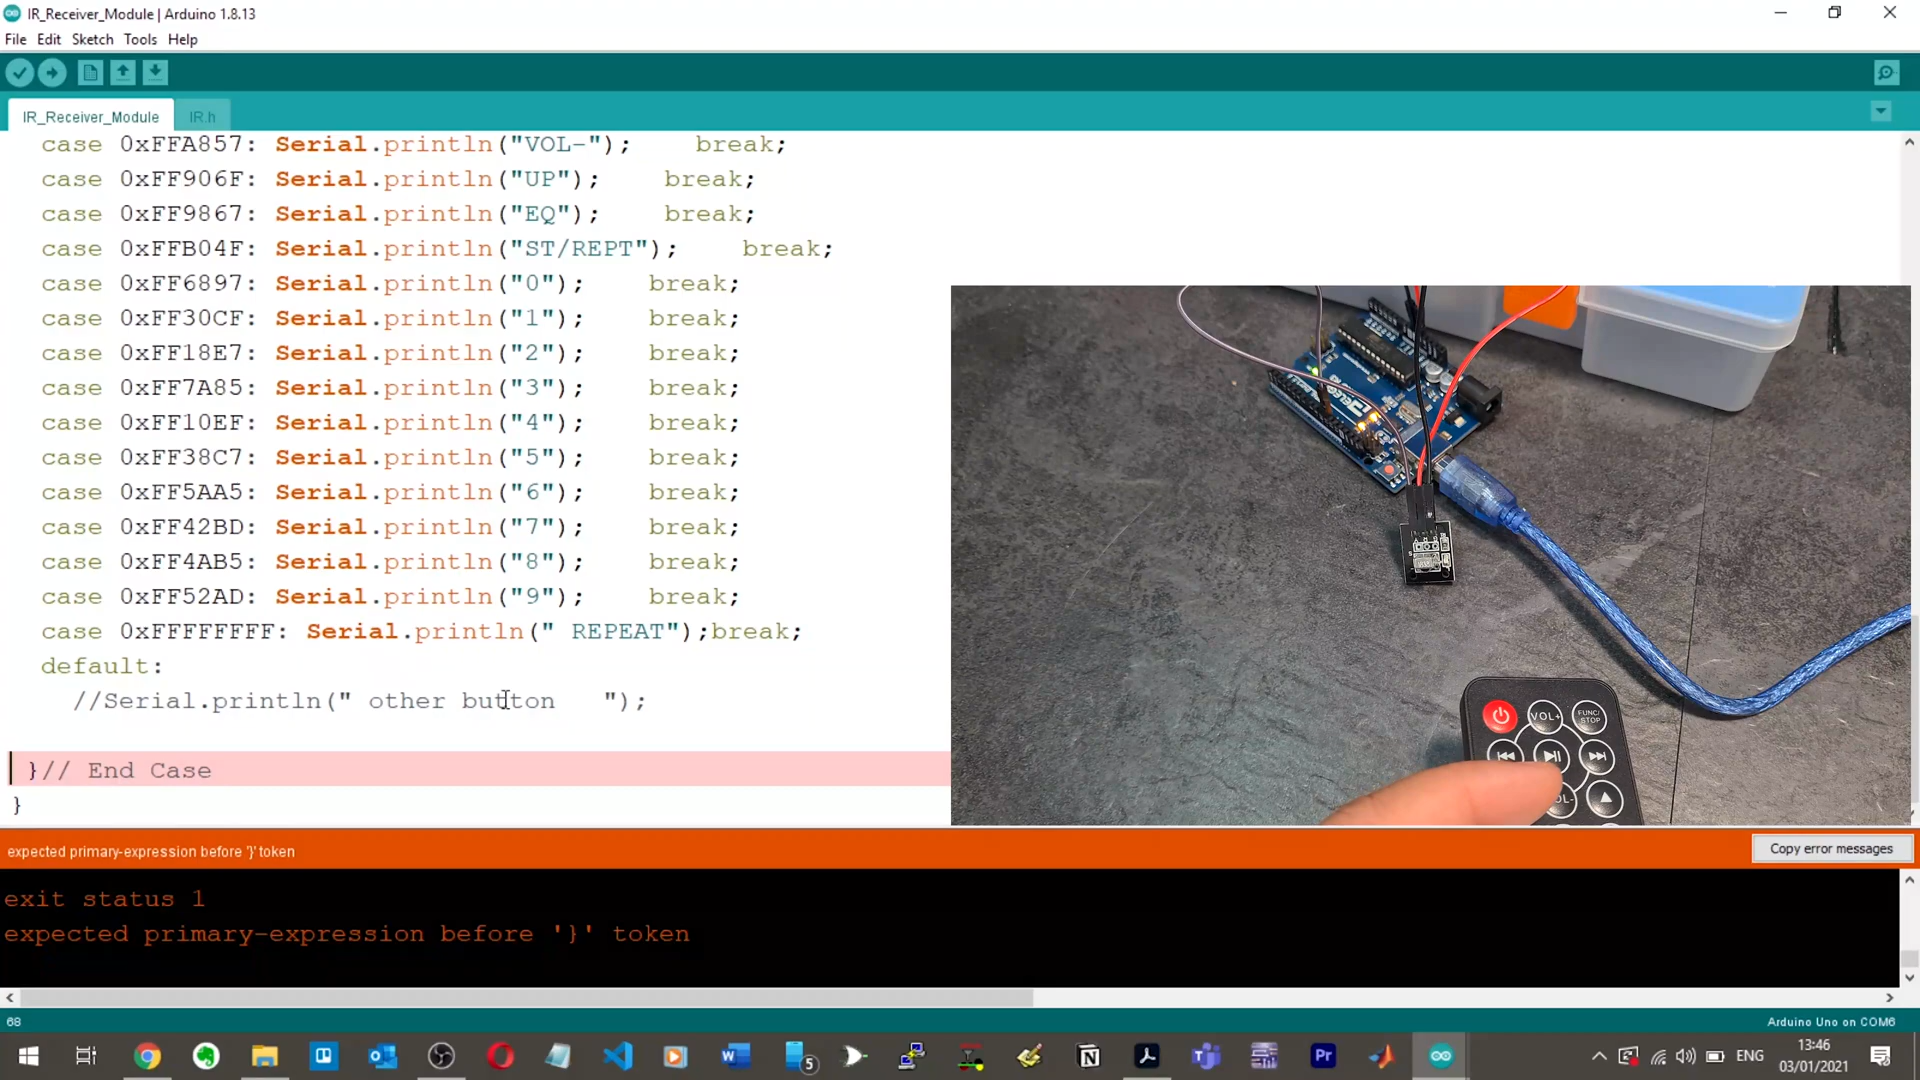 IR_Receiver_Module | Arduino 1.8.13
File Edit Sketch Tools Help
IR_Receiver_Module IR.h
case 0xFFA857: Serial.println("VOL-"); break;
case 0xFF906F: Serial.println("UP"); break;
case 0xFF9867: Serial.println("EQ"); break;
case 0xFFB04F: Serial.println("ST/REPT"); break;
case 0xFF6897: Serial.println("0"); break;
case 0xFF30CF: Serial.println("1"); break;
case 0xFF18E7: Serial.println("2"); break;
case 0xFF7A85: Serial.println("3"); break;
case 0xFF10EF: Serial.println("4"); break;
case 0xFF38C7: Serial.println("5"); break;
case 0xFF5AA5: Serial.println("6"); break;
case 0xFF42BD: Serial.println("7"); break;
case 0xFF4AB5: Serial.println("8"); break;
case 0xFF52AD: Serial.println("9"); break;
case 0xFFFFFFFF: Serial.println(" REPEAT");break;
default:
//Serial.println(" other button   ");
}// End Case
}
VOL+
FUNC/
STOP
expected primary-expression before '}' token
Copy error messages
exit status 1
expected primary-expression before '}' token
68
Arduino Uno on COM6
5
Pr
ENG
13:46
03/01/2021